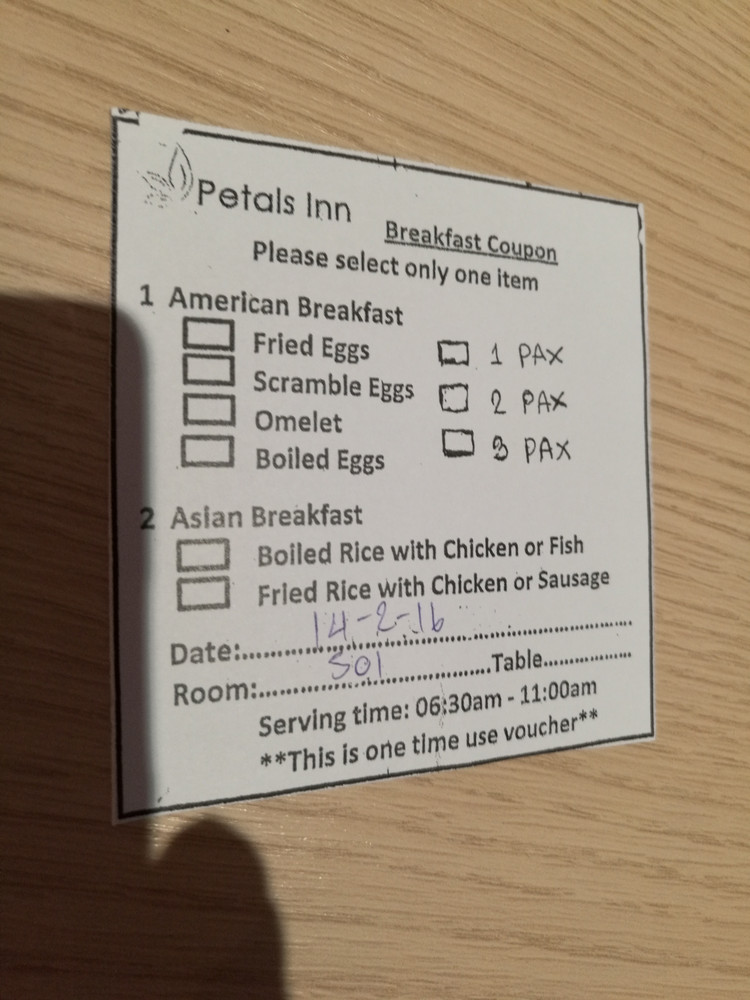 Petals Inn
Breakfast Coupon
Please select only one item
1 American Breakfast
Fried Eggs 1 PAX
Scramble Eggs 2 PAX
Omelet 3 PAX
Boiled Eggs
2 Asian Breakfast
Boiled Rice with Chicken or Fish
Fried Rice with Chicken or Sausage
Date:..........14-2-16..........
Room:..........501..........Table..........
Serving time: 06:30am - 11:00am
**This is one time use voucher**